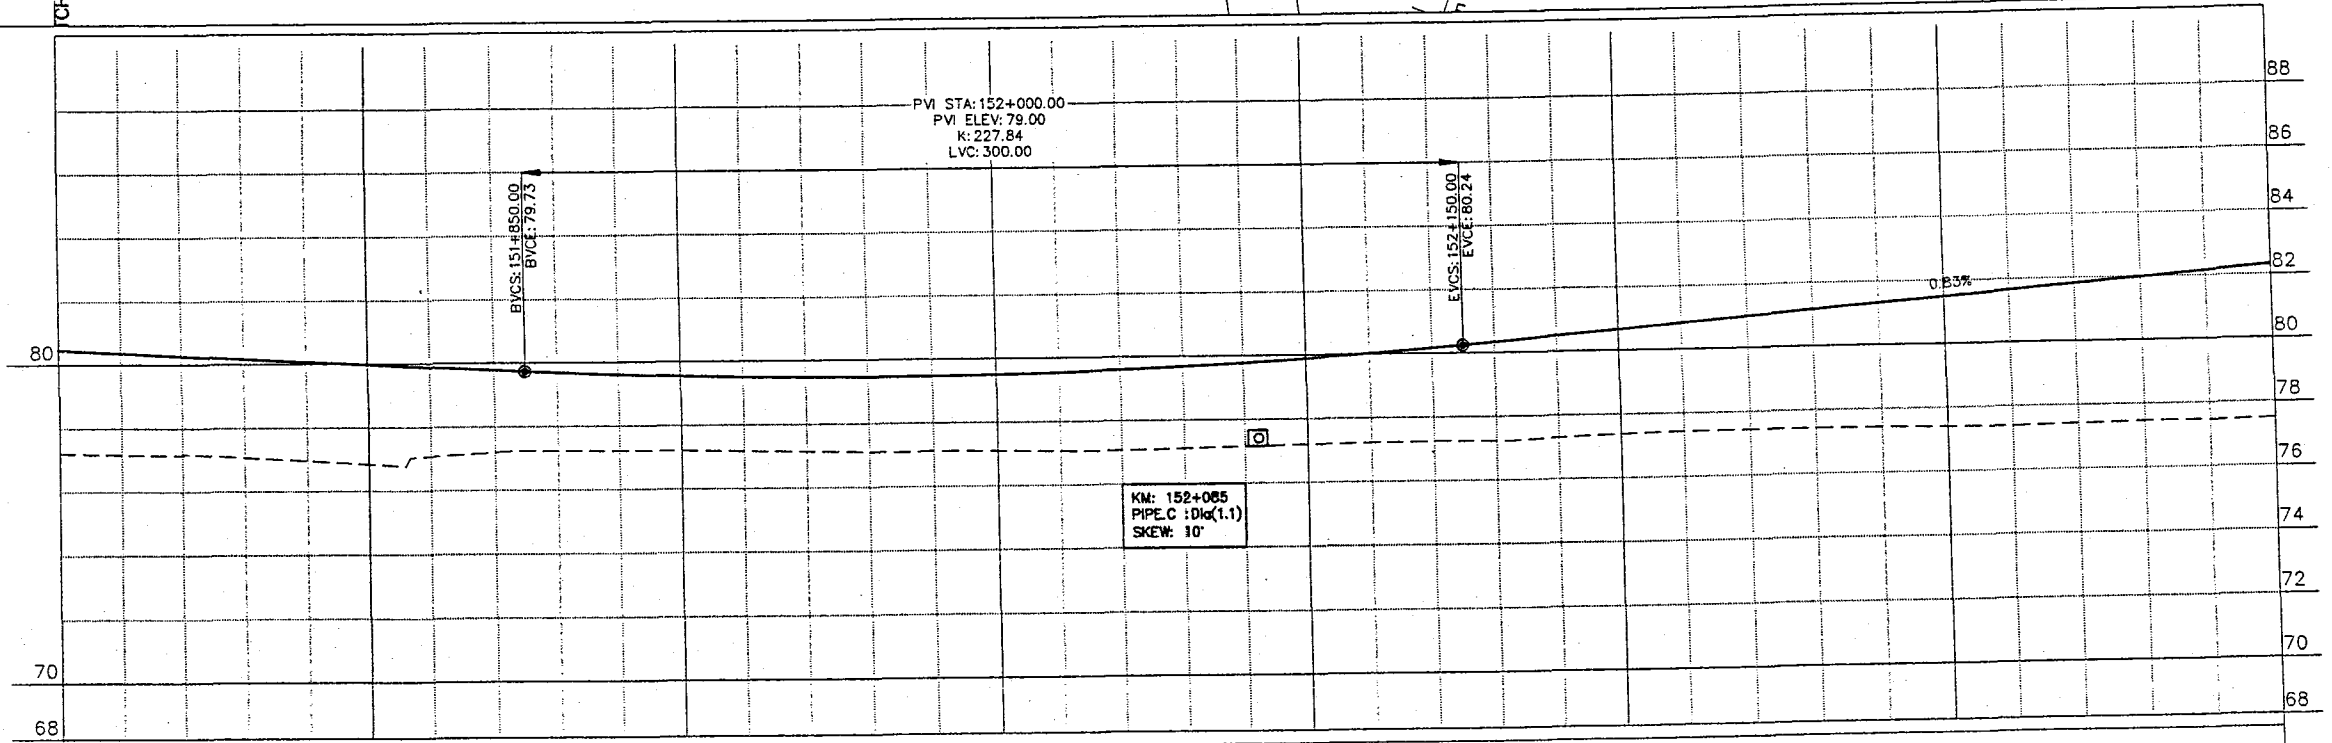 PVI STA: 152+000.00
PVI ELEV: 79.00
K: 227.84
LVC: 300.00
BVCS: 151+850.00
BVCE: 79.73
EVCS: 152+150.00
EVCE: 80.24
0.83%
KM: 152+085
PIPE.C :Dia(1.1)
SKEW: 10°
80
70
68
88
86
84
82
80
78
76
74
72
70
68